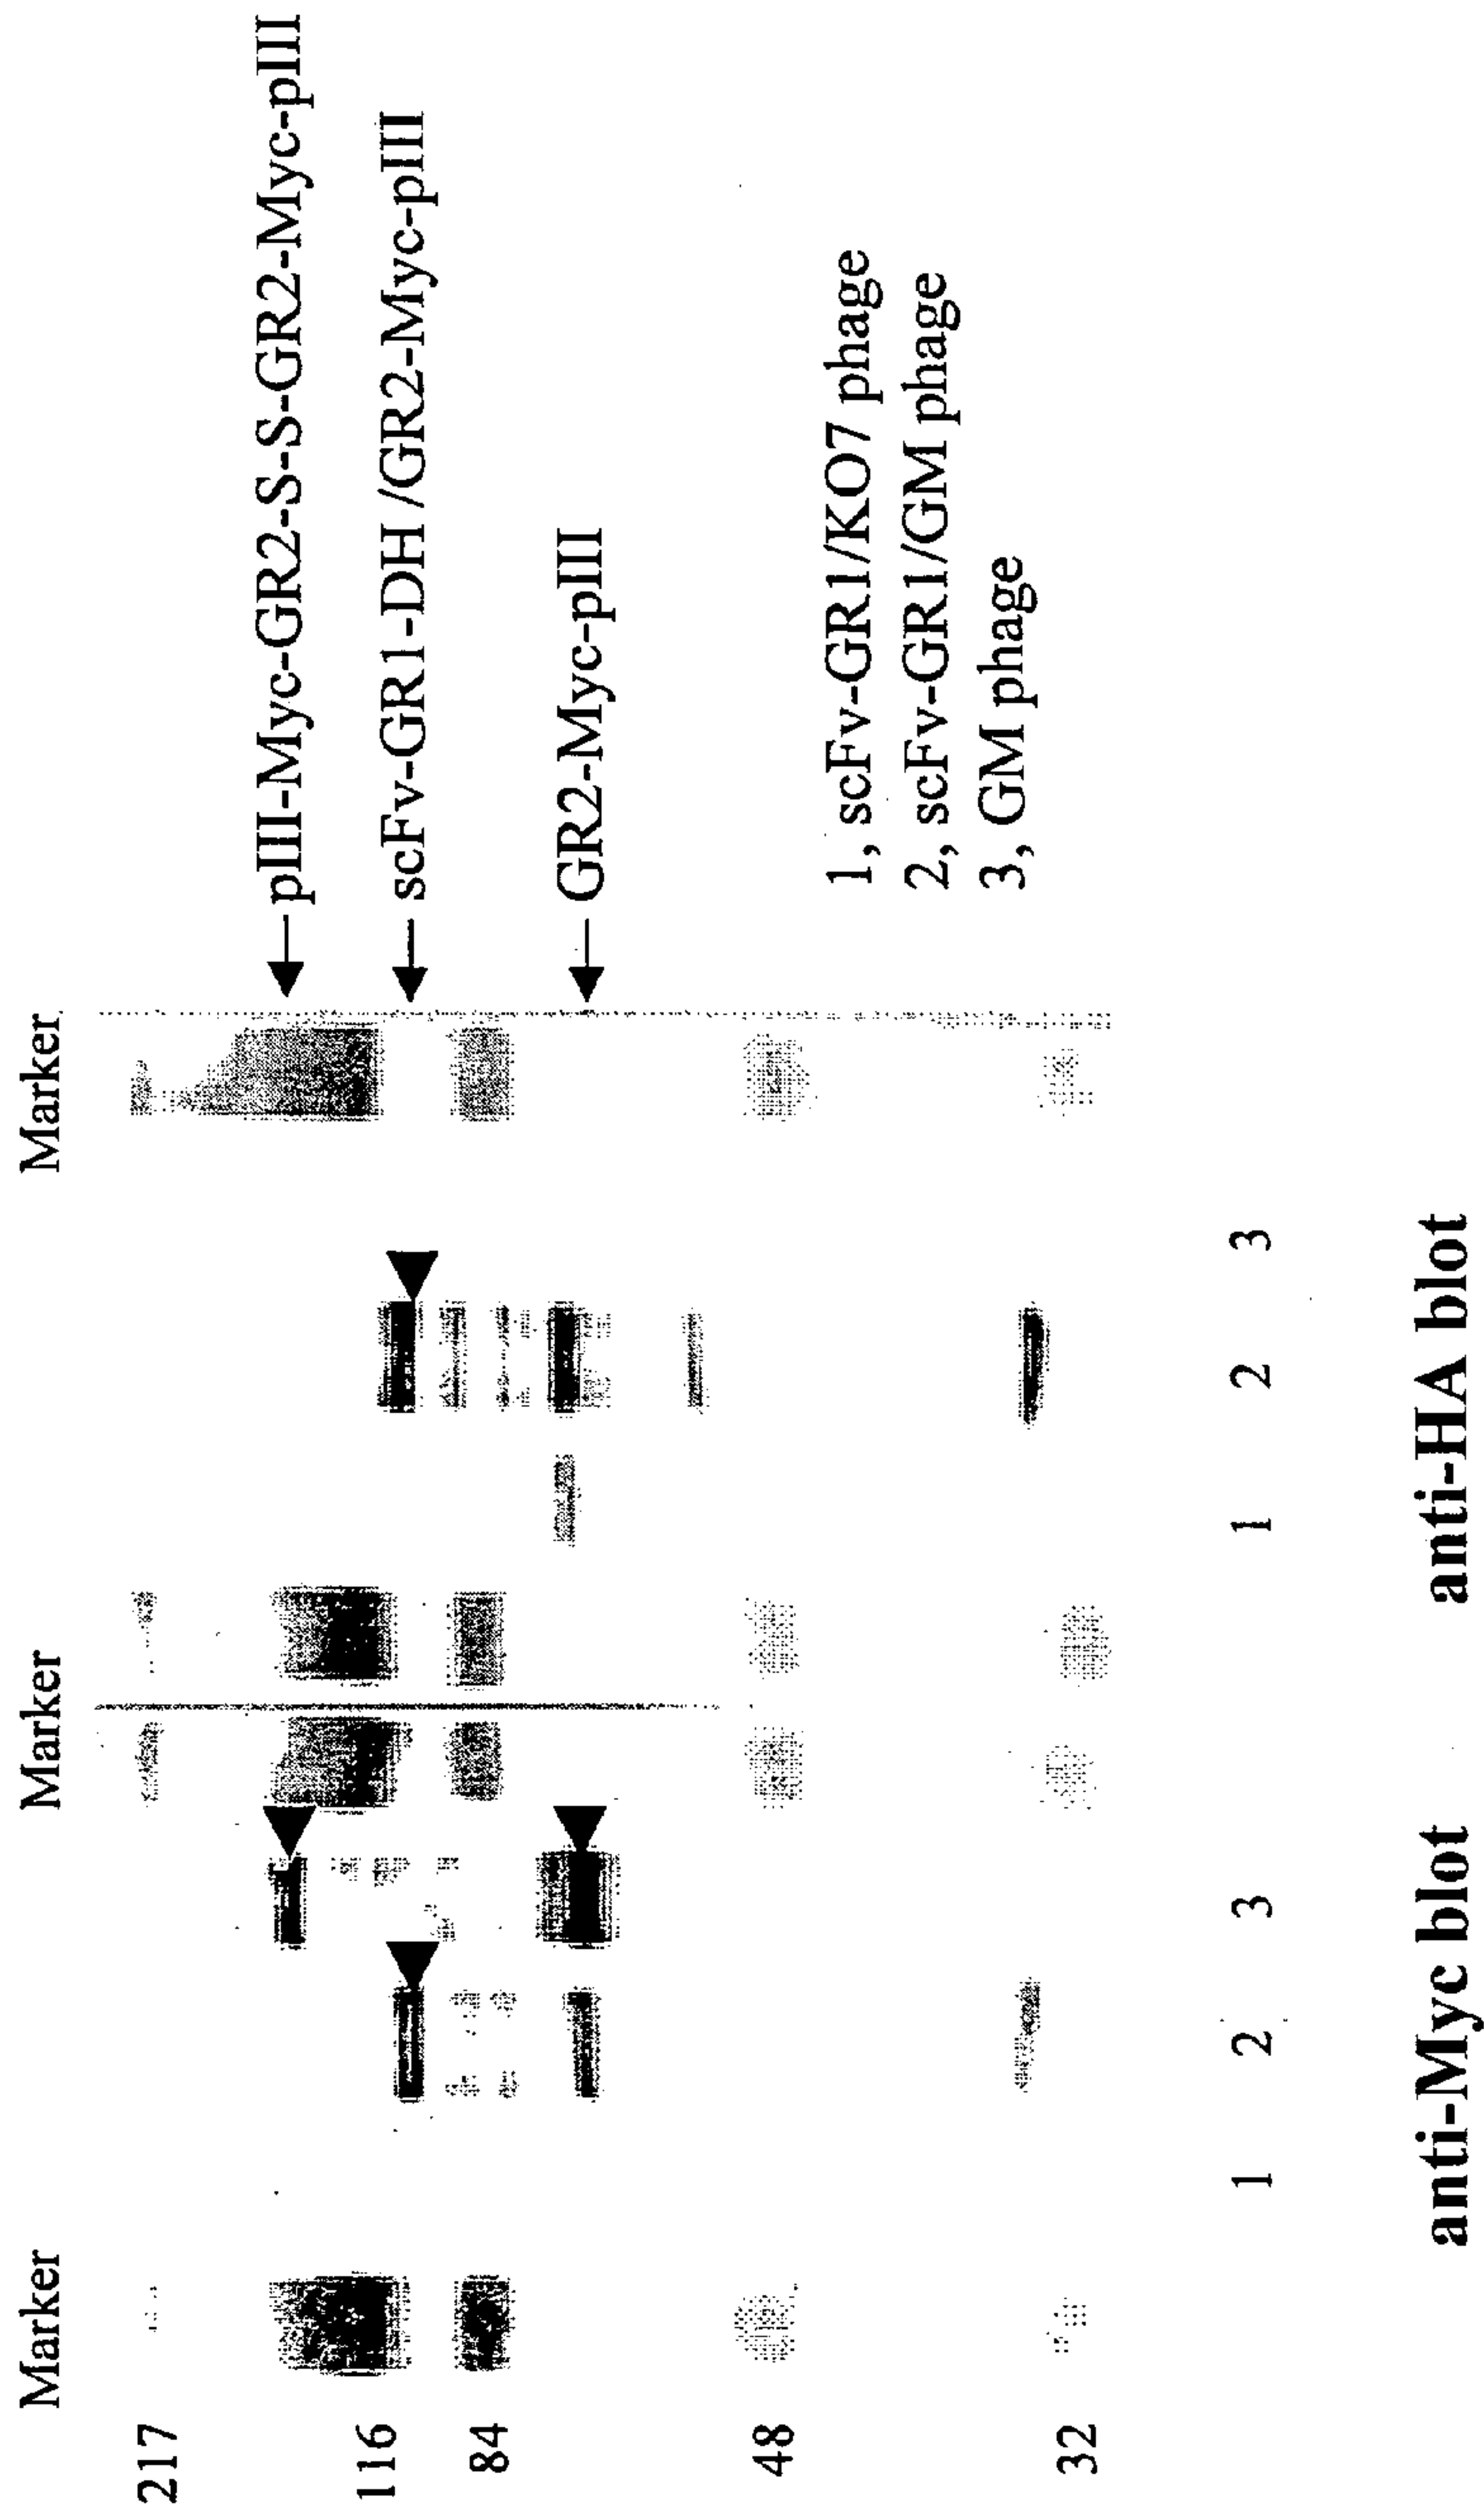 Marker
Marker
Marker
217
116
84
48
32
pIII-Myc-GR2-S-S-GR2-Myc-pIII
scFv-GR1-DH /GR2-Myc-pIII
GR2-Myc-pIII
1, scFv-GR1/KO7 phage
2, scFv-GR1/GM phage
3, GM phage
1 2 3
1 2 3
anti-Myc blot
anti-HA blot